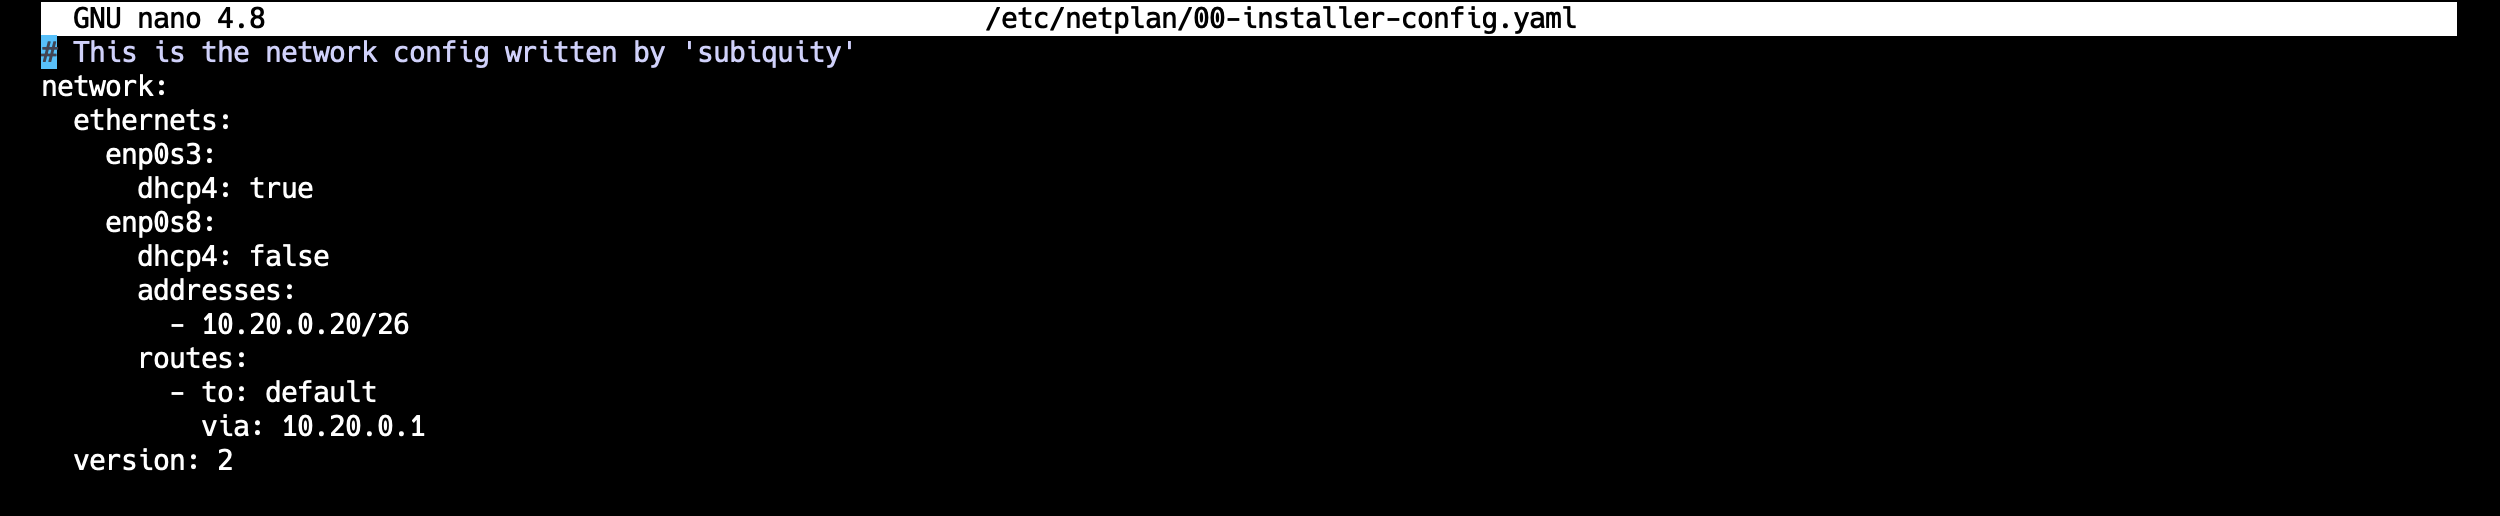 GNU nano 4.8 /etc/netplan/00-installer-config.yaml
# This is the network config written by 'subiquity'
network:
  ethernets:
    enp0s3:
      dhcp4: true
    enp0s8:
      dhcp4: false
      addresses:
        - 10.20.0.20/26
      routes:
        - to: default
          via: 10.20.0.1
  version: 2